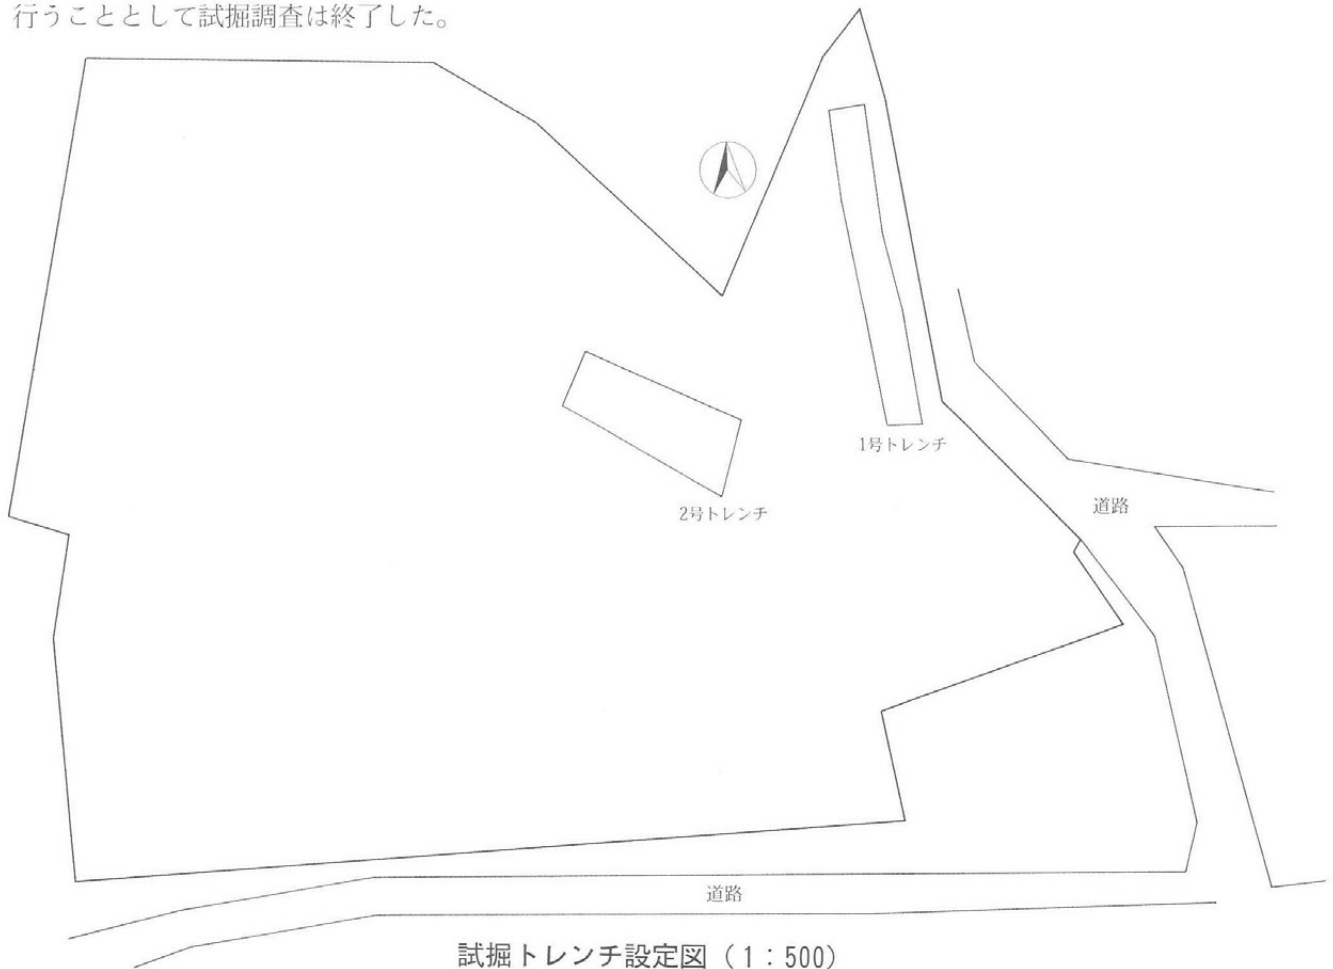 行うこととして試掘調査は終了した。
1号トレンチ
2号トレンチ
道路
道路
試掘トレンチ設定図（1：500）